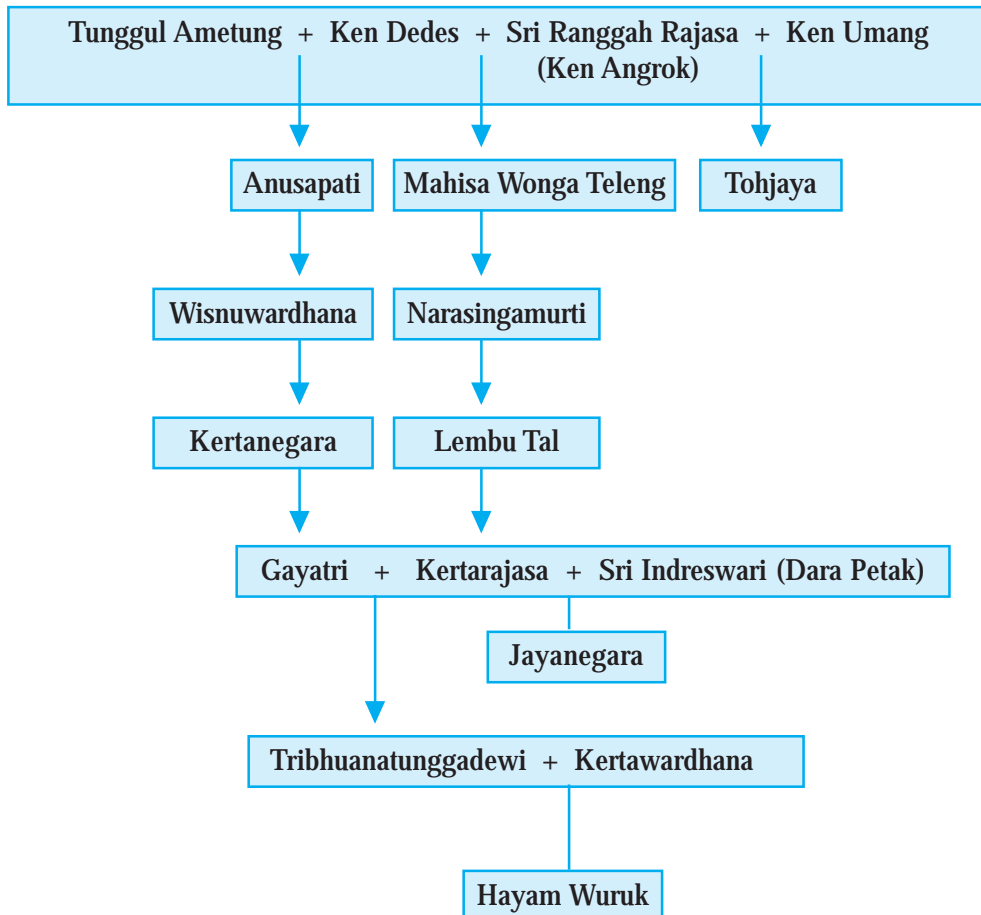 Tunggul Ametung + Ken Dedes + Sri Ranggah Rajasa + Ken Umang
(Ken Angrok)
Anusapati
Mahisa Wonga Teleng
Tohjaya
Wisnuwardhana
Narasingamurti
Kertanegara
Lembu Tal
Gayatri + Kertarajasa + Sri Indreswari (Dara Petak)
Jayanegara
Tribhuanatunggadewi + Kertawardhana
Hayam Wuruk